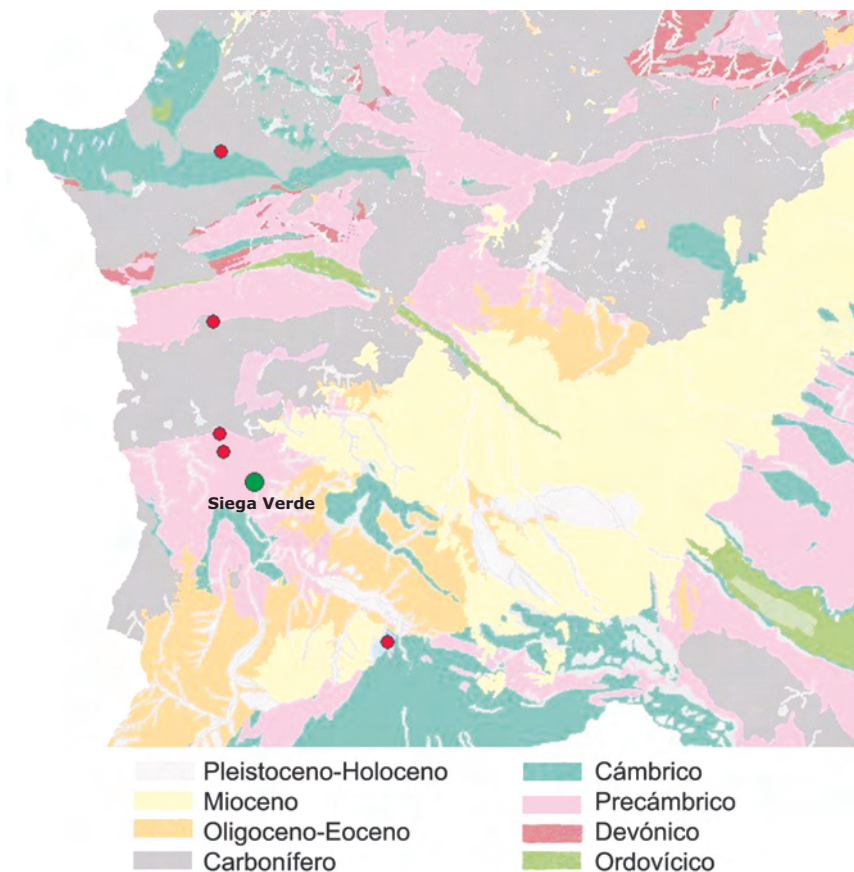 Siega Verde
Pleistoceno-Holoceno
Mioceno
Oligoceno-Eoceno
Carbonífero
Cámbrico
Precámbrico
Devónico
Ordovícico